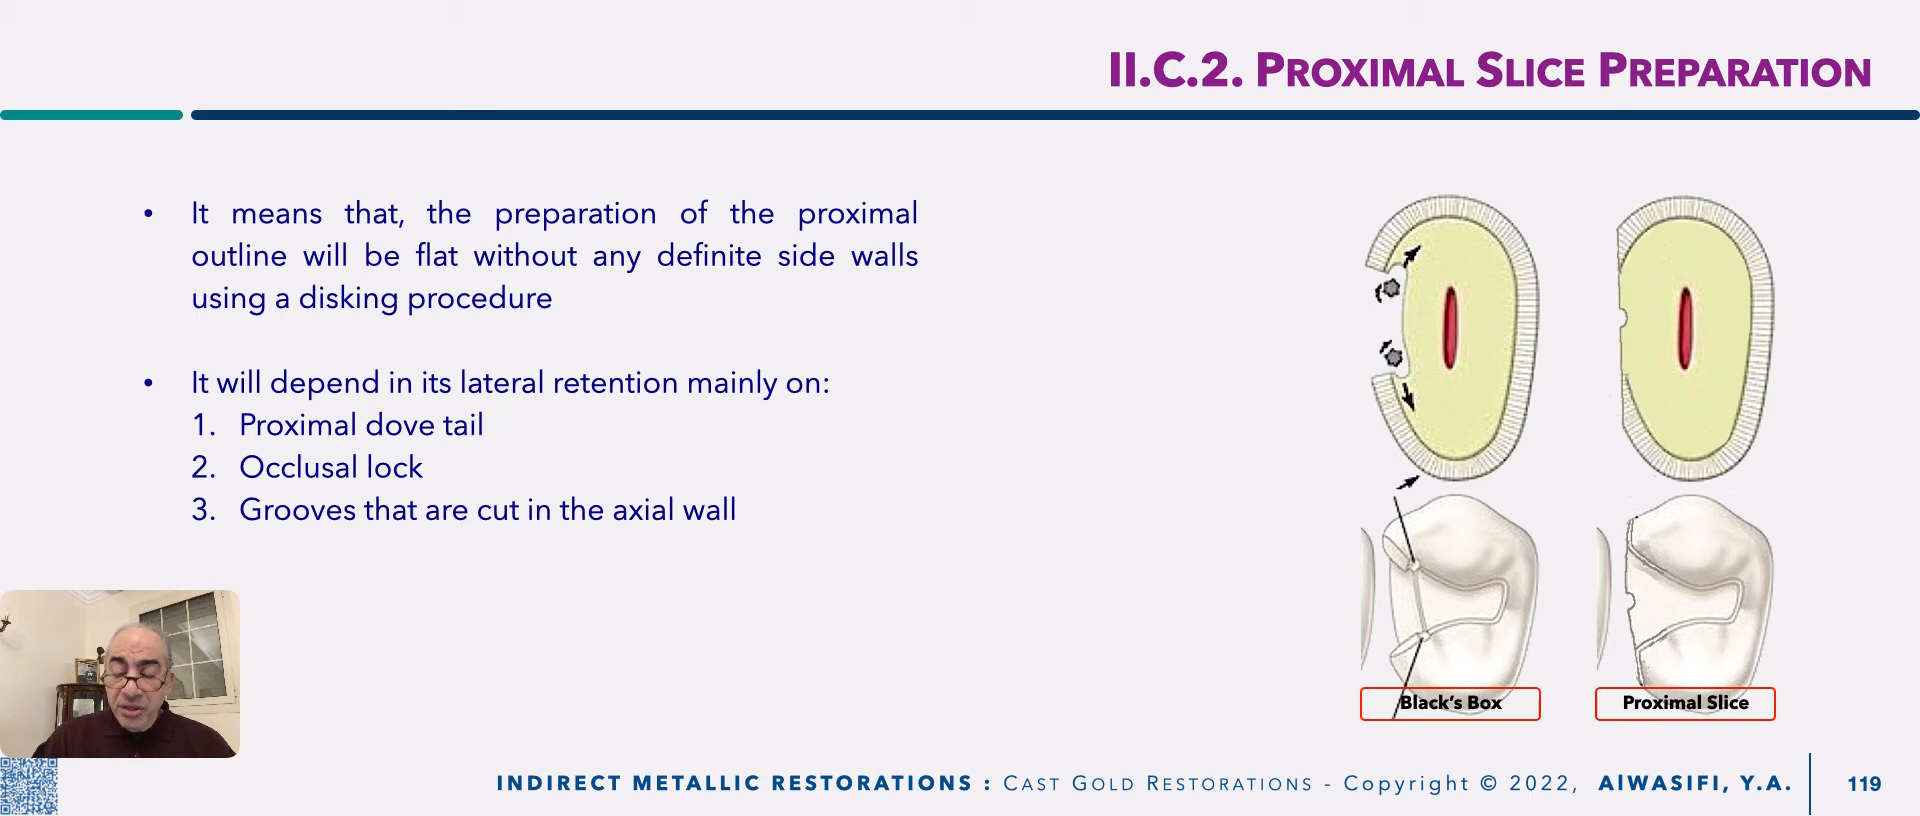 II.C.2. PROXIMAL SLICE PREPARATION
• It means that, the preparation of the proximal
outline will be flat without any definite side walls
using a disking procedure
• It will depend in its lateral retention mainly on:
1. Proximal dove tail
2. Occlusal lock
3. Grooves that are cut in the axial wall
Black's Box
Proximal Slice
INDIRECT METALLIC RESTORATIONS : CAST GOLD RESTORATIONS - Copyright © 2022, AlWASIFI, Y.A.
119